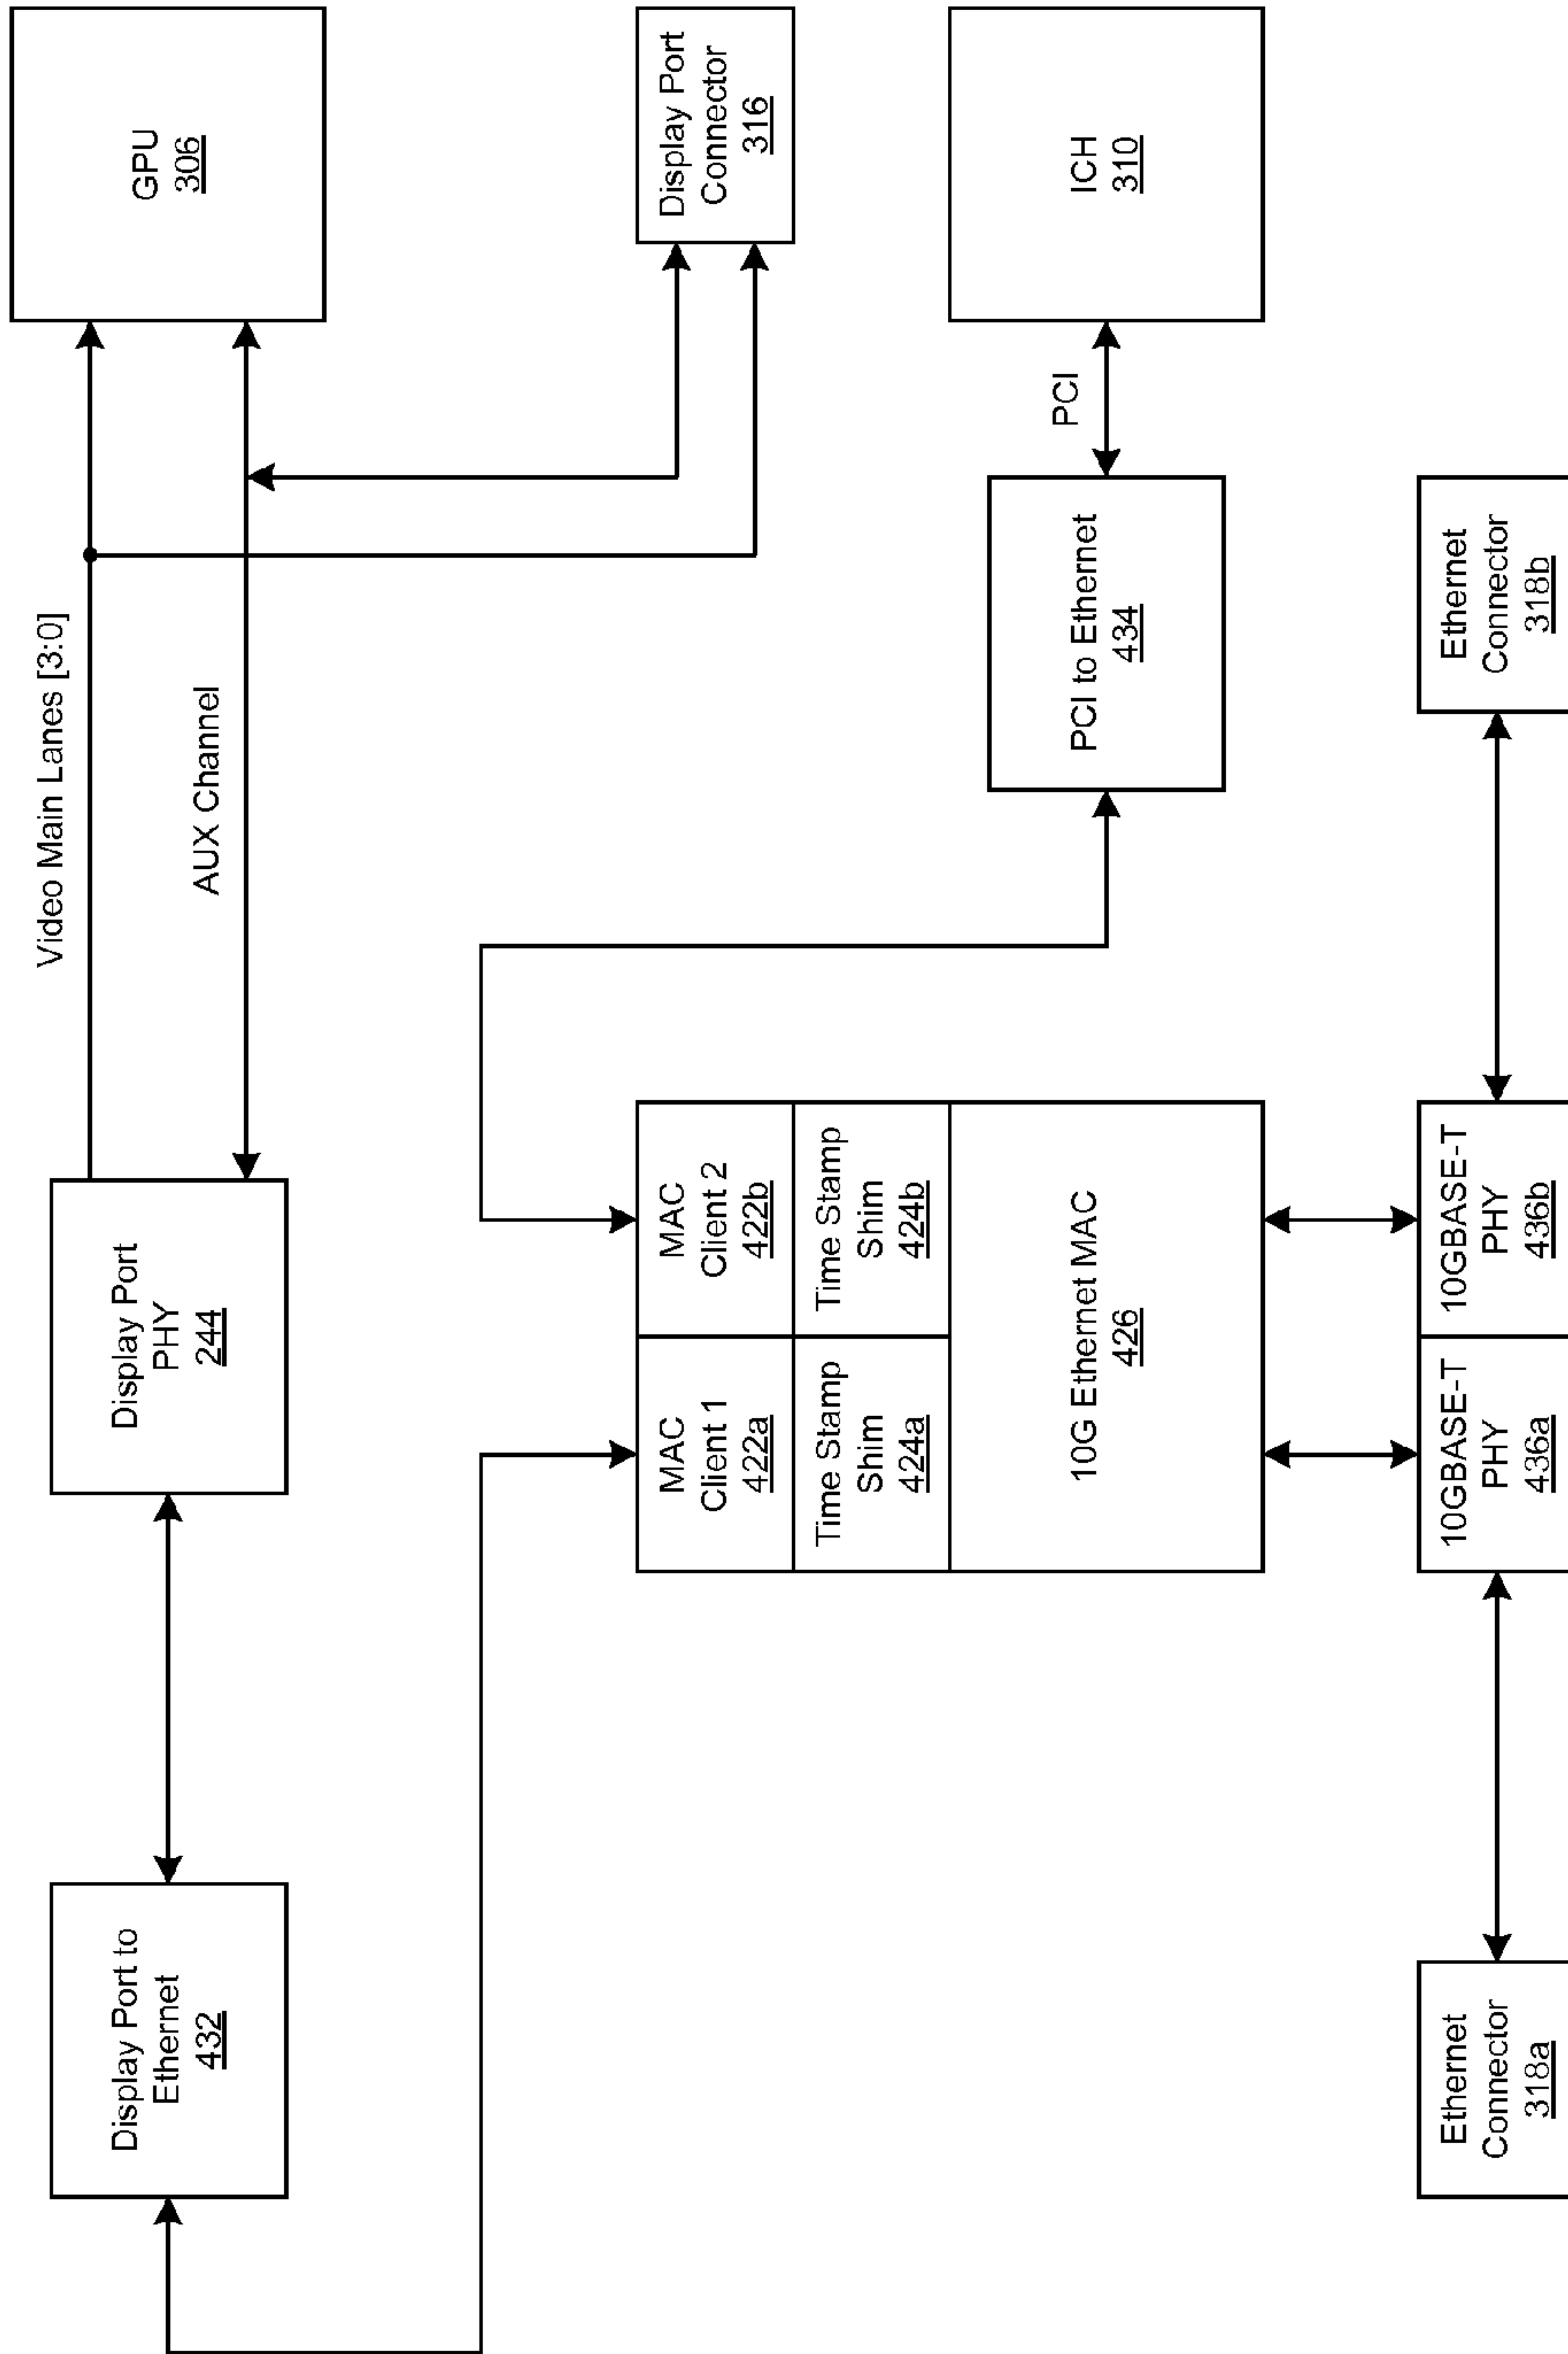 GPU
306
Video Main Lanes [3:0]
AUX Channel
Display Port
PHY
244
Display Port to
Ethernet
432
Display Port
Connector
316
MAC
Client 1
422a
MAC
Client 2
422b
Time Stamp
Shim
424a
Time Stamp
Shim
424b
10G Ethernet MAC
426
PCI to Ethernet
434
PCI
ICH
310
Ethernet
Connector
318a
10GBASE-T
PHY
436a
10GBASE-T
PHY
436b
Ethernet
Connector
318b